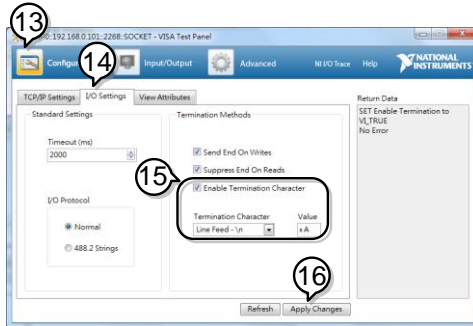 13
0::192.168.0.101::2268::SOCKET - VISA Test Panel
14
Input/Output
Advanced
NI I/O Trace
Help
NATIONAL
INSTRUMENTS
TCP/IP Settings
I/O Settings
View Attributes
Return Data
Standard Settings
Termination Methods
SET Enable Termination to
VI_TRUE
No Error
Timeout (ms)
2000
Send End On Writes
Suppress End On Reads
15
Enable Termination Character
I/O Protocol
Termination Character
Value
Normal
Line Feed - \n
x A
488.2 Strings
16
Refresh
Apply Changes